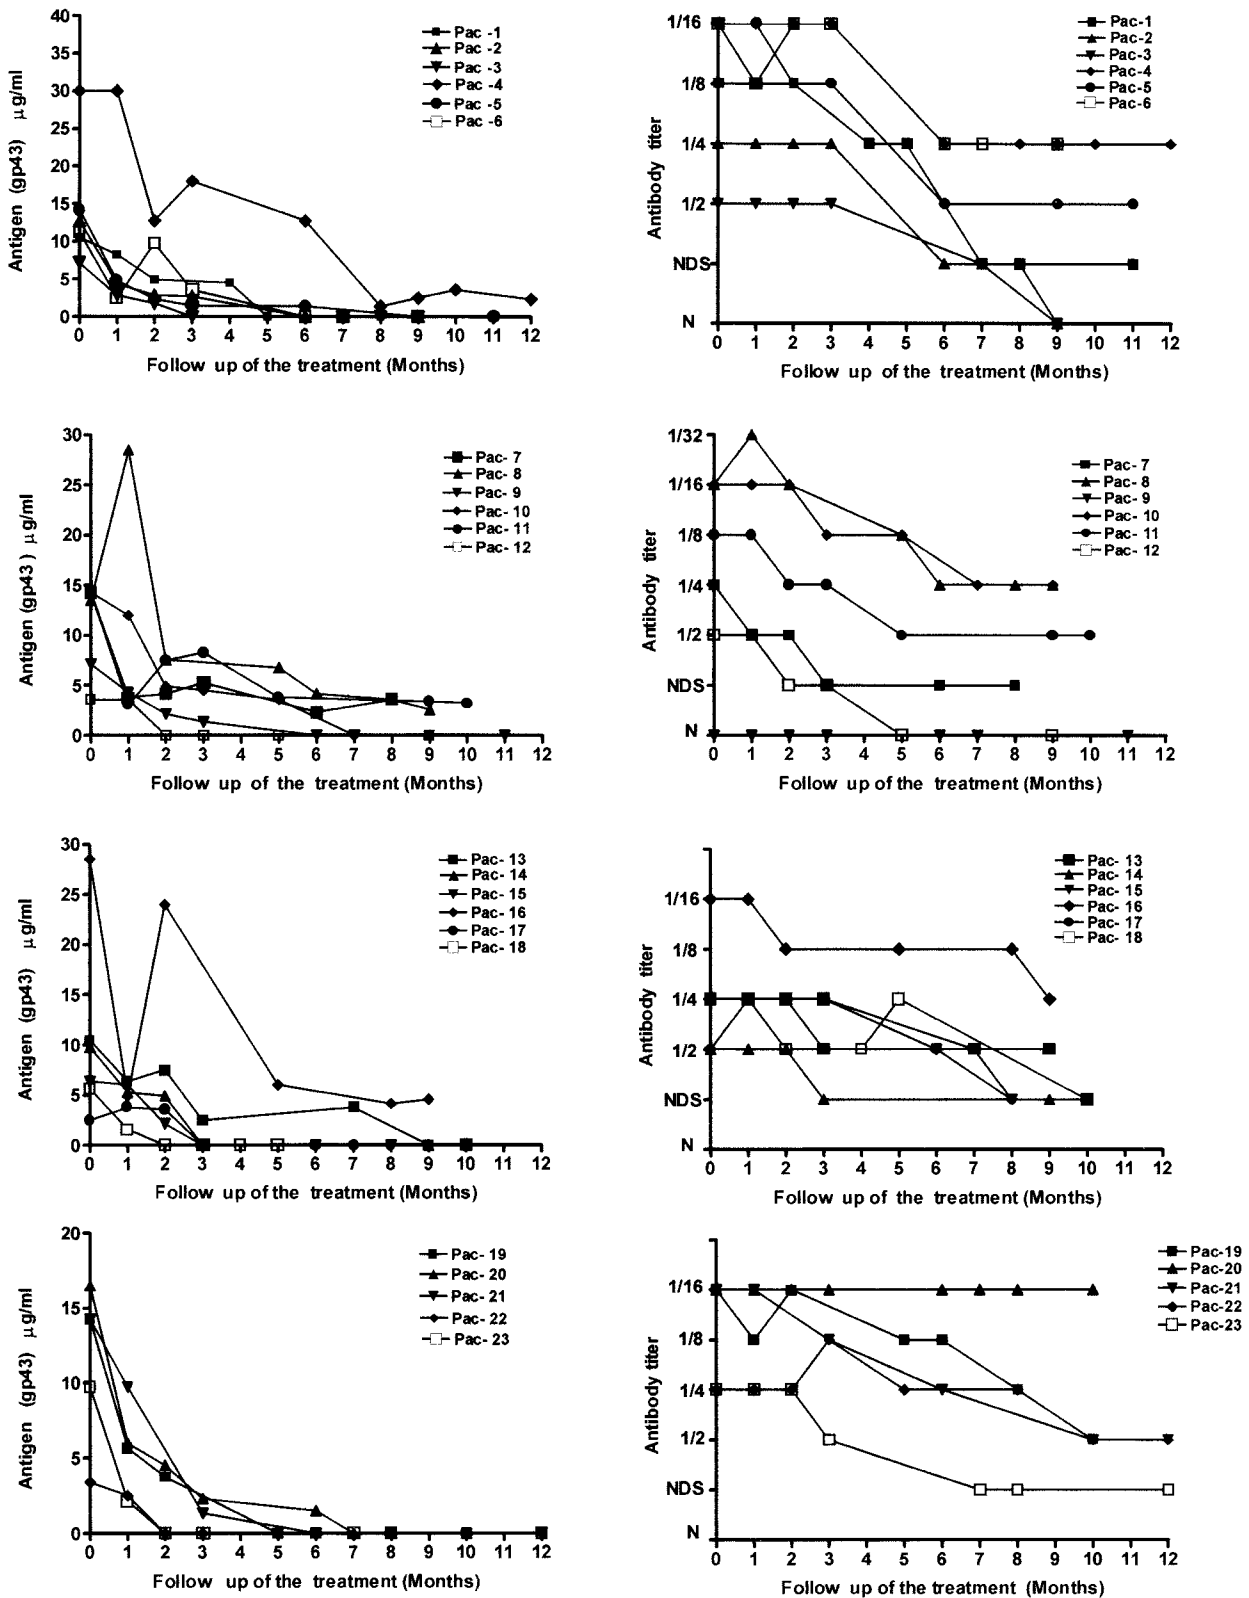 Antigen (gp43) μg/ml
40
35
30
25
20
15
10
5
0
Pac -1
Pac -2
Pac -3
Pac -4
Pac -5
Pac -6
0 1 2 3 4 5 6 7 8 9 10 11 12
Follow up of the treatment (Months)
Antibody titer
1/16
1/8
1/4
1/2
NDS
N
Pac-1
Pac-2
Pac-3
Pac-4
Pac-5
Pac-6
0 1 2 3 4 5 6 7 8 9 10 11 12
Follow up of the treatment (Months)
Antigen (gp43 ) μg/ml
30
25
20
15
10
5
0
Pac- 7
Pac- 8
Pac- 9
Pac- 10
Pac- 11
Pac- 12
0 1 2 3 4 5 6 7 8 9 10 11 12
Follow up of the treatment (Months)
Antibody titer
1/32
1/16
1/8
1/4
1/2
NDS
N
Pac- 7
Pac- 8
Pac- 9
Pac- 10
Pac- 11
Pac- 12
0 1 2 3 4 5 6 7 8 9 10 11 12
Follow up of the treatment (Months)
Antigen (gp43) μg/ml
30
25
20
15
10
5
0
Pac- 13
Pac- 14
Pac- 15
Pac- 16
Pac- 17
Pac- 18
0 1 2 3 4 5 6 7 8 9 10 11 12
Follow up of the treatment (Months)
Antibody titer
1/16
1/8
1/4
1/2
NDS
N
Pac- 13
Pac- 14
Pac- 15
Pac- 16
Pac- 17
Pac- 18
0 1 2 3 4 5 6 7 8 9 10 11 12
Follow up of the treatment (Months)
Antigen (gp43) μg/ml
20
15
10
5
0
Pac- 19
Pac- 20
Pac- 21
Pac- 22
Pac- 23
0 1 2 3 4 5 6 7 8 9 10 11 12
Follow up of the treatment (Months)
Antibody titer
1/16
1/8
1/4
1/2
NDS
N
Pac-19
Pac-20
Pac-21
Pac-22
Pac-23
0 1 2 3 4 5 6 7 8 9 10 11 12
Follow up of the treatment (Months)